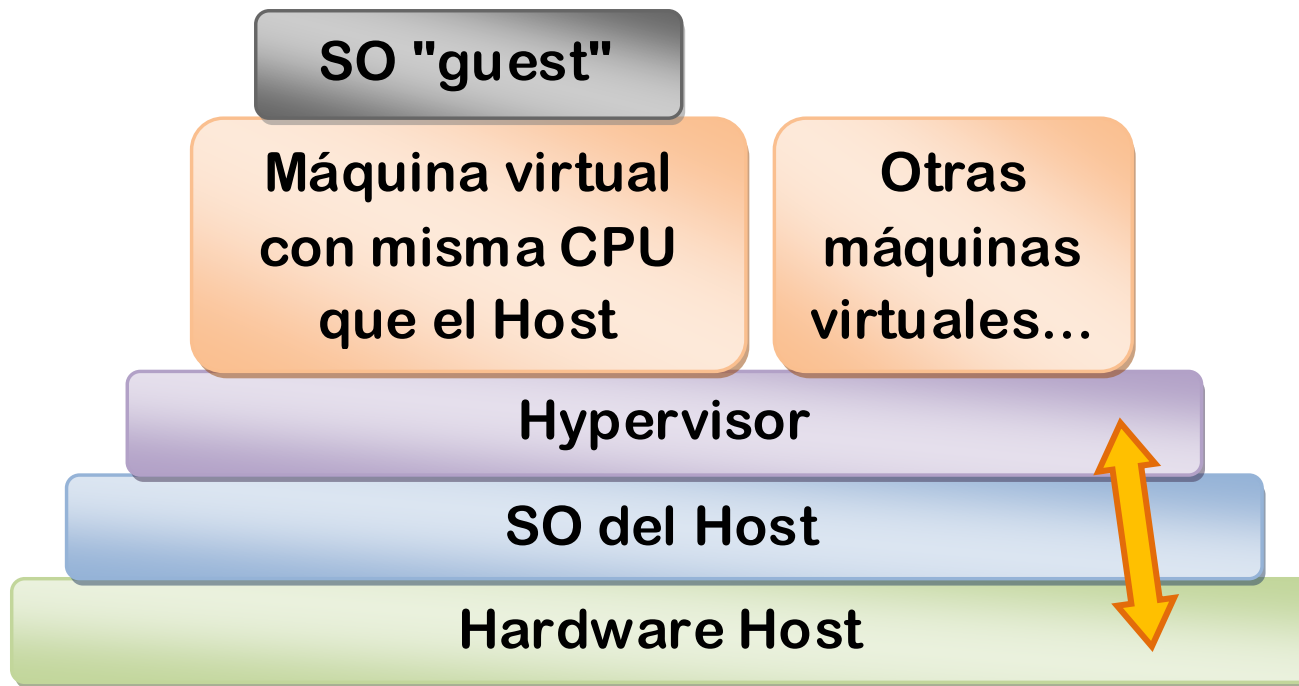 SO "guest"
Máquina virtual
con misma CPU
que el Host
Otras
máquinas
virtuales...
Hypervisor
SO del Host
Hardware Host